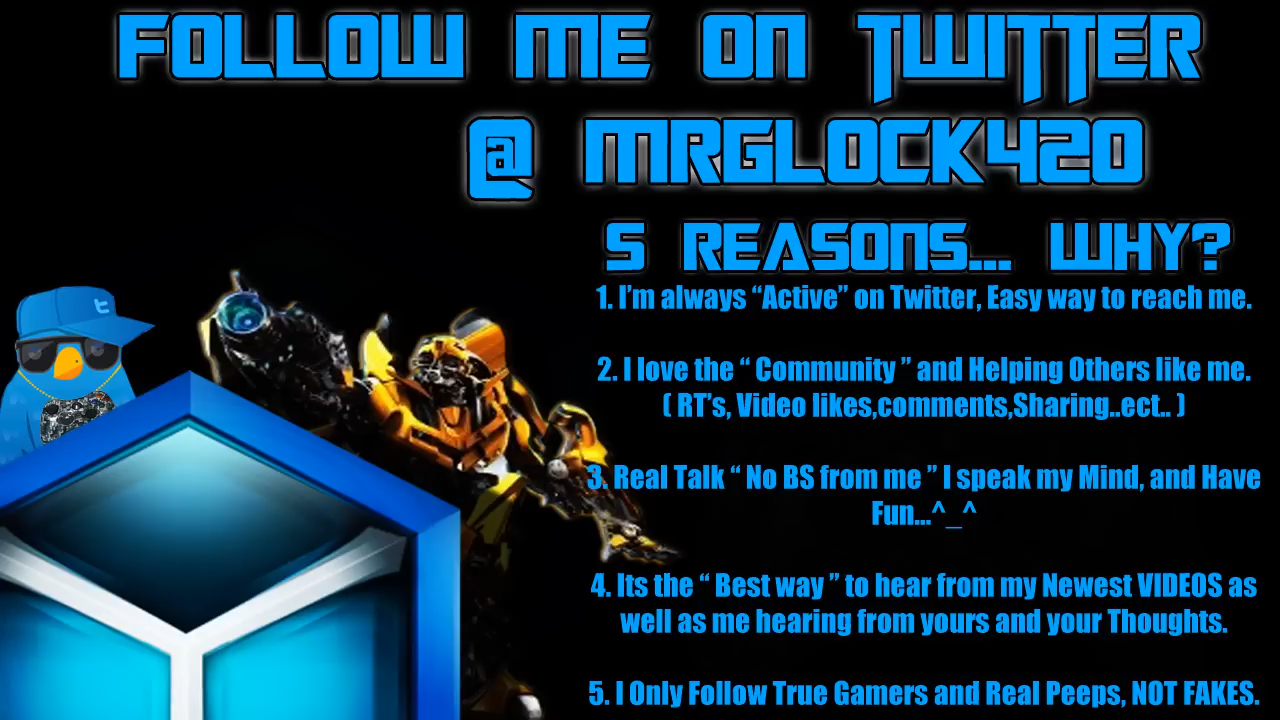 FOLLOW ME ON TWITTER
@ MRGLOCK420
5 REASONS... WHY?
1. I'm always “Active” on Twitter, Easy way to reach me.
2. I love the “ Community ” and Helping Others like me.
( RT's, Video likes,comments,Sharing..ect.. )
3. Real Talk “ No BS from me ” I speak my Mind, and Have
Fun...^_^
4. Its the “ Best way ” to hear from my Newest VIDEOS as
well as me hearing from yours and your Thoughts.
5. I Only Follow True Gamers and Real Peeps, NOT FAKES.